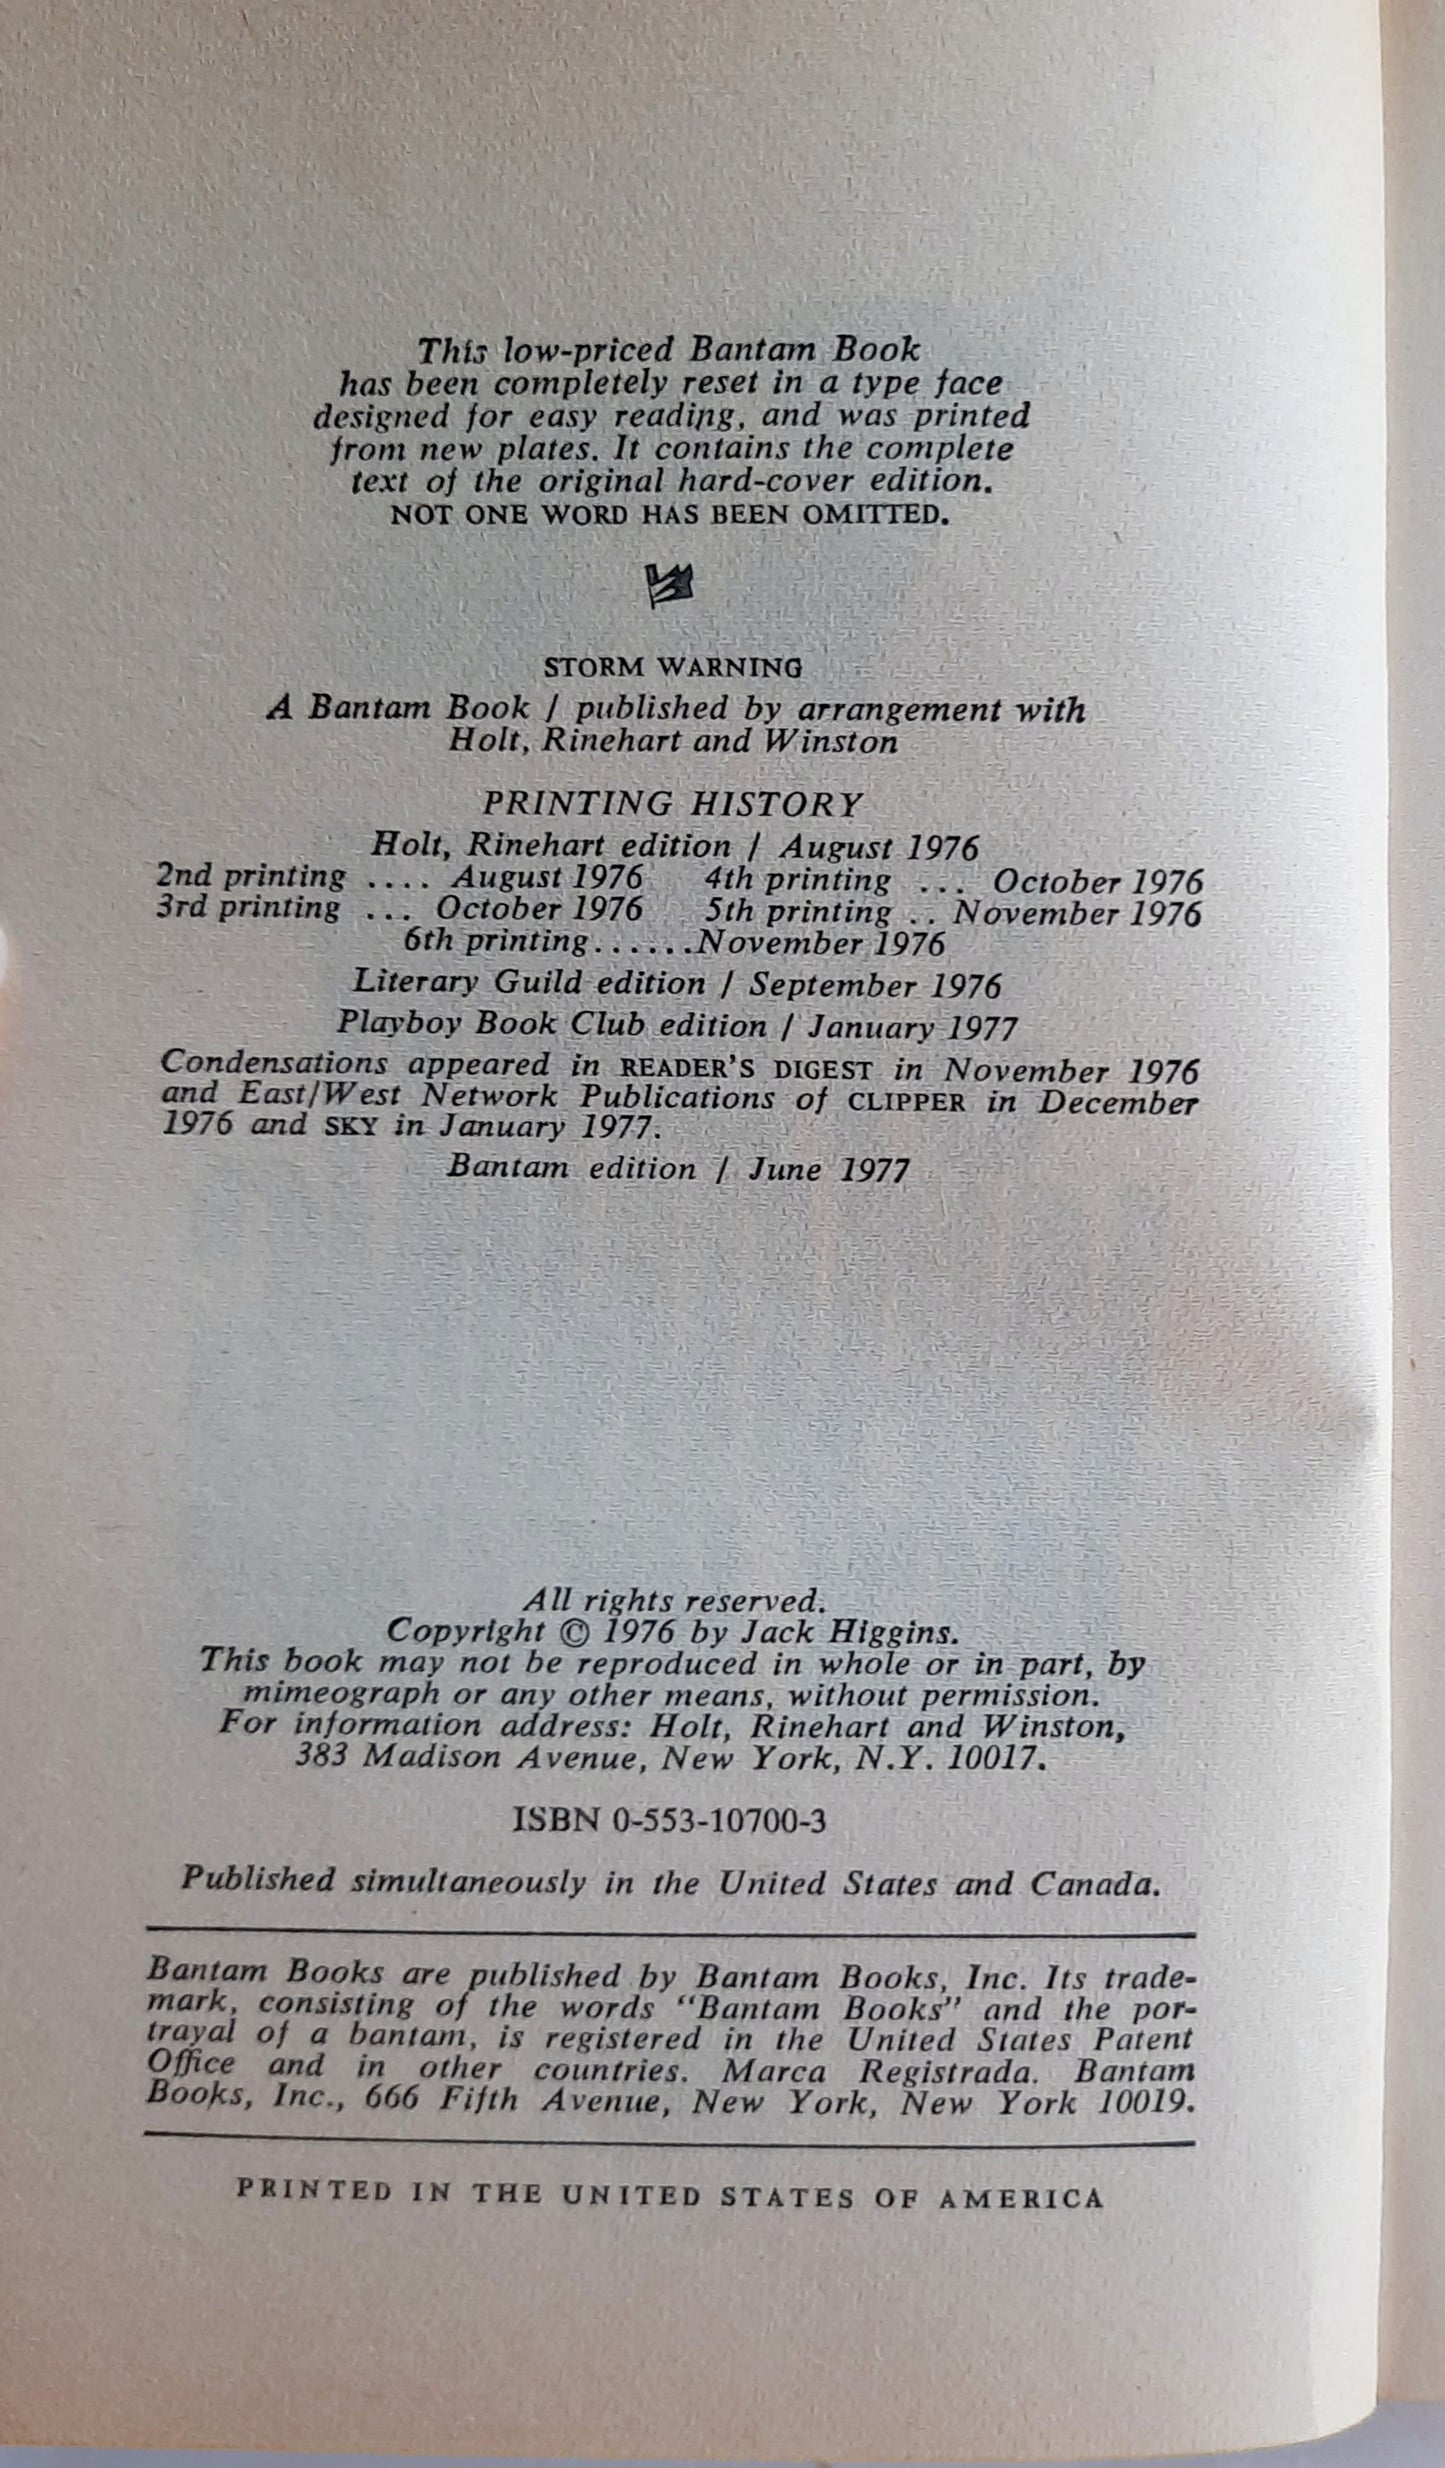 This low-priced Bantam Book
has been completely reset in a type face
designed for easy reading, and was printed
from new plates. It contains the complete
text of the original hard-cover edition.
NOT ONE WORD HAS BEEN OMITTED.
STORM WARNING
A Bantam Book / published by arrangement with
Holt, Rinehart and Winston
PRINTING HISTORY
Holt, Rinehart edition / August 1976
2nd printing .... August 1976 4th printing ... October 1976
3rd printing ... October 1976 5th printing .. November 1976
6th printing......November 1976
Literary Guild edition / September 1976
Playboy Book Club edition / January 1977
Condensations appeared in READER'S DIGEST in November 1976
and East/West Network Publications of CLIPPER in December
1976 and SKY in January 1977.
Bantam edition / June 1977
All rights reserved.
Copyright © 1976 by Jack Higgins.
This book may not be reproduced in whole or in part, by
mimeograph or any other means, without permission.
For information address: Holt, Rinehart and Winston,
383 Madison Avenue, New York, N.Y. 10017.
ISBN 0-553-10700-3
Published simultaneously in the United States and Canada.
Bantam Books are published by Bantam Books, Inc. Its trade-
mark, consisting of the words "Bantam Books" and the por-
trayal of a bantam, is registered in the United States Patent
Office and in other countries. Marca Registrada. Bantam
Books, Inc., 666 Fifth Avenue, New York, New York 10019.
PRINTED IN THE UNITED STATES OF AMERICA